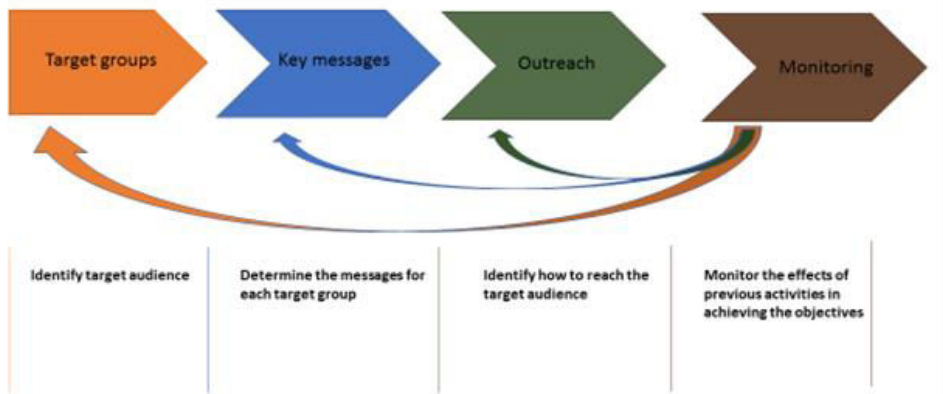 Target groups
Key messages
Outreach
Monitoring
Identify target audience
Determine the messages for
each target group
Identify how to reach the
target audience
Monitor the effects of
previous activities in
achieving the objectives